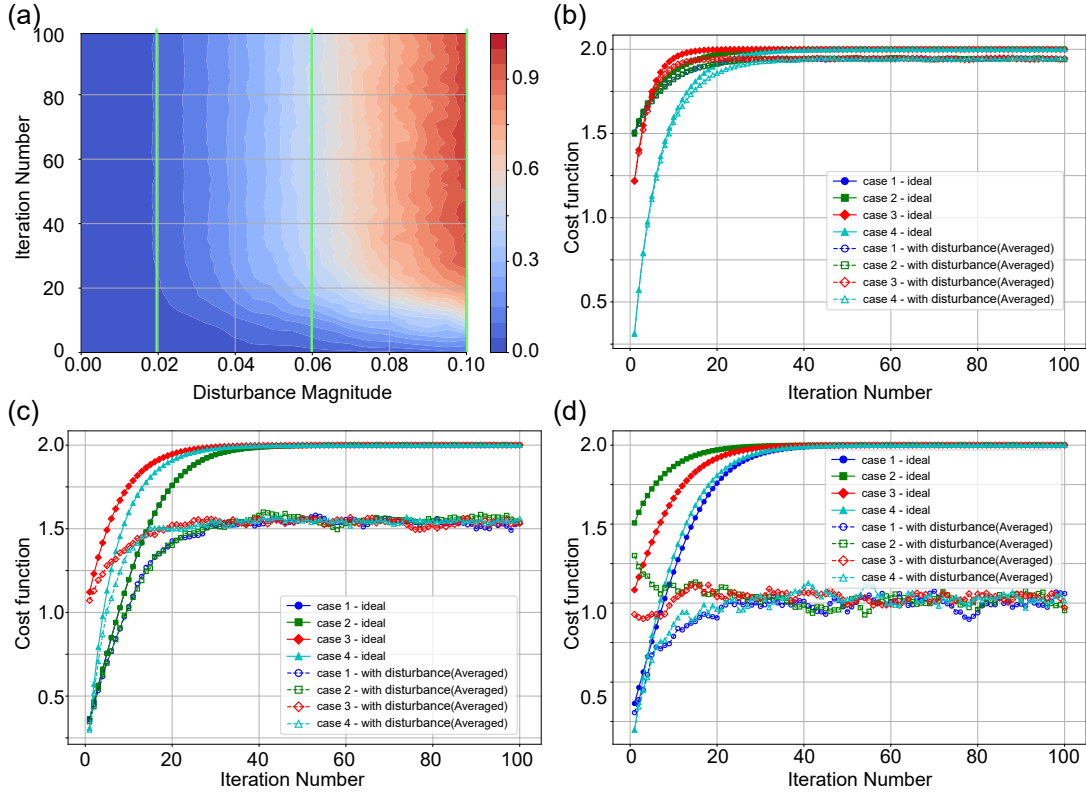 (a)
100
80
60
40
20
0
Iteration Number
0.00
0.02
0.04
0.06
0.08
0.10
Disturbance Magnitude
0.9
0.6
0.3
0.0
(b)
2.0
1.5
1.0
0.5
Cost function
case 1 - ideal
case 2 - ideal
case 3 - ideal
case 4 - ideal
case 1 - with disturbance(Averaged)
case 2 - with disturbance(Averaged)
case 3 - with disturbance(Averaged)
case 4 - with disturbance(Averaged)
0
20
40
60
80
100
Iteration Number
(c)
2.0
1.5
1.0
0.5
Cost function
case 1 - ideal
case 2 - ideal
case 3 - ideal
case 4 - ideal
case 1 - with disturbance(Averaged)
case 2 - with disturbance(Averaged)
case 3 - with disturbance(Averaged)
case 4 - with disturbance(Averaged)
0
20
40
60
80
100
Iteration Number
(d)
2.0
1.5
1.0
0.5
Cost function
case 1 - ideal
case 2 - ideal
case 3 - ideal
case 4 - ideal
case 1 - with disturbance(Averaged)
case 2 - with disturbance(Averaged)
case 3 - with disturbance(Averaged)
case 4 - with disturbance(Averaged)
0
20
40
60
80
100
Iteration Number